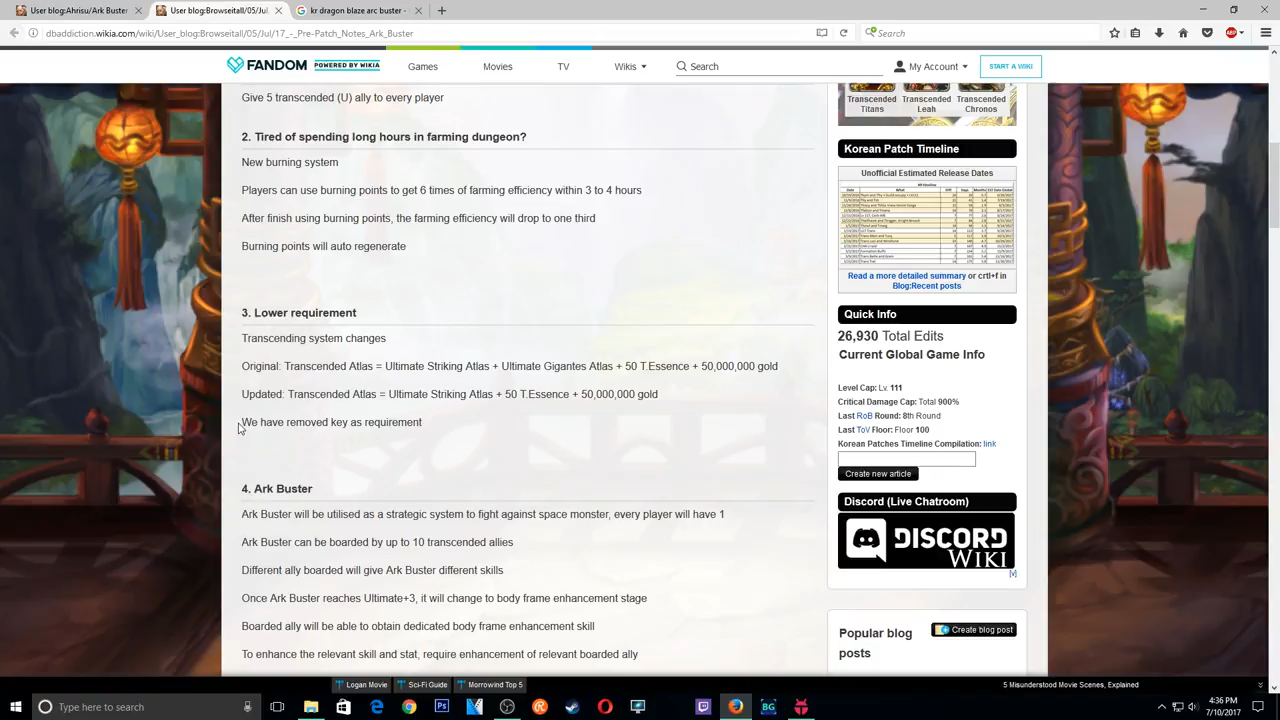 User blog:Ahrisu/Ark Buster
User blog:Browseitall/05/Jul
kr dragon blaze arc buster -
dbaddiction.wikia.com/wiki/User_blog:Browseitall/05/Jul/17_-_Pre-Patch_Notes_Ark_Buster
Search
FANDOM POWERED BY WIKIA
Games Movies TV Wikis Search My Account START A WIKI
Give 5 transcended (U) ally to every player
2. Tired of spending long hours in farming dungeon?
New burning system
Players can use burning points to get 6 times of farming efficiency within 3 to 4 hours
After finish using burning points, the farming efficiency will drop to one third
Burning points will auto regenerate
3. Lower requirement
Transcending system changes
Original: Transcended Atlas = Ultimate Striking Atlas + Ultimate Gigantes Atlas + 50 T.Essence + 50,000,000 gold
Updated: Transcended Atlas = Ultimate Striking Atlas + 50 T.Essence + 50,000,000 gold
We have removed key as requirement
4. Ark Buster
Ark Buster will be utilised as a strategic system to fight against space monster, every player will have 1
Ark Buster can be boarded by up to 10 transcended allies
Different ally boarded will give Ark Buster different skills
Once Ark Buster reaches Ultimate+3, it will change to body frame enhancement stage
Boarded ally will be able to obtain dedicated body frame enhancement skill
To enhance the relevant skill and stat, require enhancement of relevant boarded ally
Transcended Titans
Transcended Leah
Transcended Chronos
Korean Patch Timeline
Unofficial Estimated Release Dates
Read a more detailed summary or crtl+f in
Blog:Recent posts
Quick Info
26,930 Total Edits
Current Global Game Info
Level Cap: Lv. 111
Critical Damage Cap: Total 900%
Last RoB Round: 8th Round
Last ToV Floor: Floor 100
Korean Patches Timeline Compilation: link
Create new article
Discord (Live Chatroom)
DISCORD
WIKI
[v]
Popular blog
posts
Create blog post
Logan Movie Sci-Fi Guide Morrowind Top 5
5 Misunderstood Movie Scenes, Explained
Type here to search
4:36 PM
7/10/2017